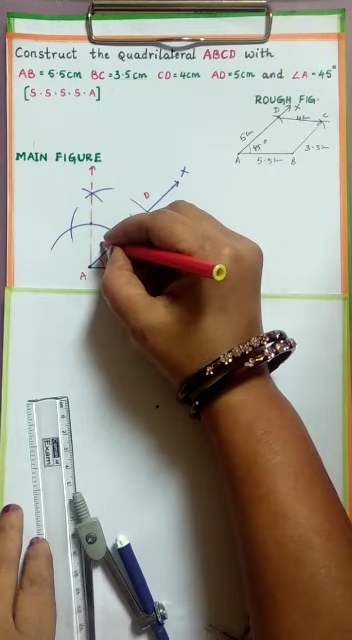 Construct the quadrilateral ABCD with
AB = 5.5cm BC = 3.5cm CD = 4cm AD = 5cm and ∠A = 45°
[S.S.S.S.A]
ROUGH FIG.
D X
4cm C
5cm
45°
3.5cm
A 5.5cm B
MAIN FIGURE
X
D
A
Exam